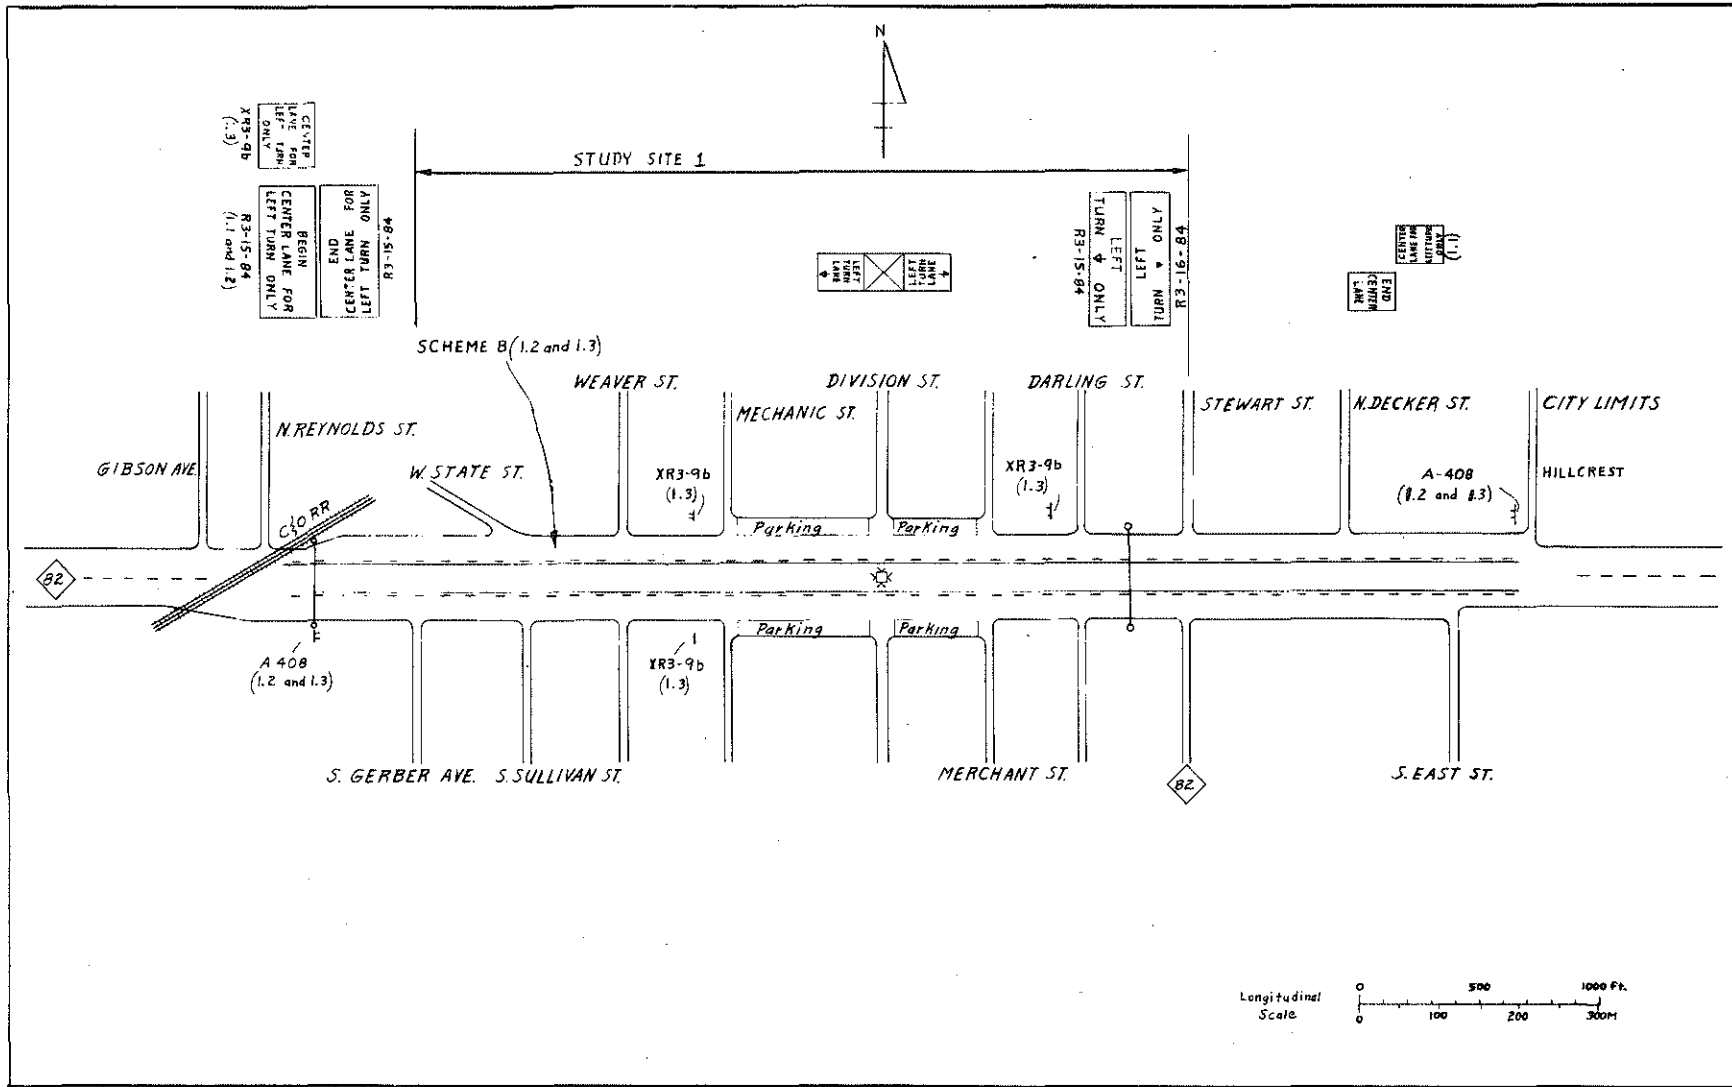 N
STUDY SITE 1
CENTER
LANE FOR
LEFT TURN
ONLY
XR3-9b
(1.3)
BEGIN
CENTER LANE FOR
LEFT TURN ONLY
R3-15-84
(1.1 and 1.2)
END
CENTER LANE FOR
LEFT TURN ONLY
R3-15-84
LEFT
TURN
LANE
LEFT
TURN
LANE
LEFT
TURN ONLY
R3-15-84
LEFT
TURN ONLY
R3-16-84
CENTER
ONLY
(1.1)
END
CENTER
LANE
SCHEME B (1.2 and 1.3)
WEAVER ST.
DIVISION ST.
DARLING ST.
MECHANIC ST.
STEWART ST.
N. DECKER ST.
CITY LIMITS
N. REYNOLDS ST.
GIBSON AVE.
W. STATE ST.
XR3-9b
(1.3)
XR3-9b
(1.3)
A-408
(1.2 and 1.3)
HILLCREST
C&O RR
Parking
Parking
82
Parking
Parking
A 408
(1.2 and 1.3)
XR3-9b
(1.3)
S. GERBER AVE.
S. SULLIVAN ST.
MERCHANT ST.
82
S. EAST ST.
Longitudinal
Scale
0 500 1000 Ft.
0 100 200 300M